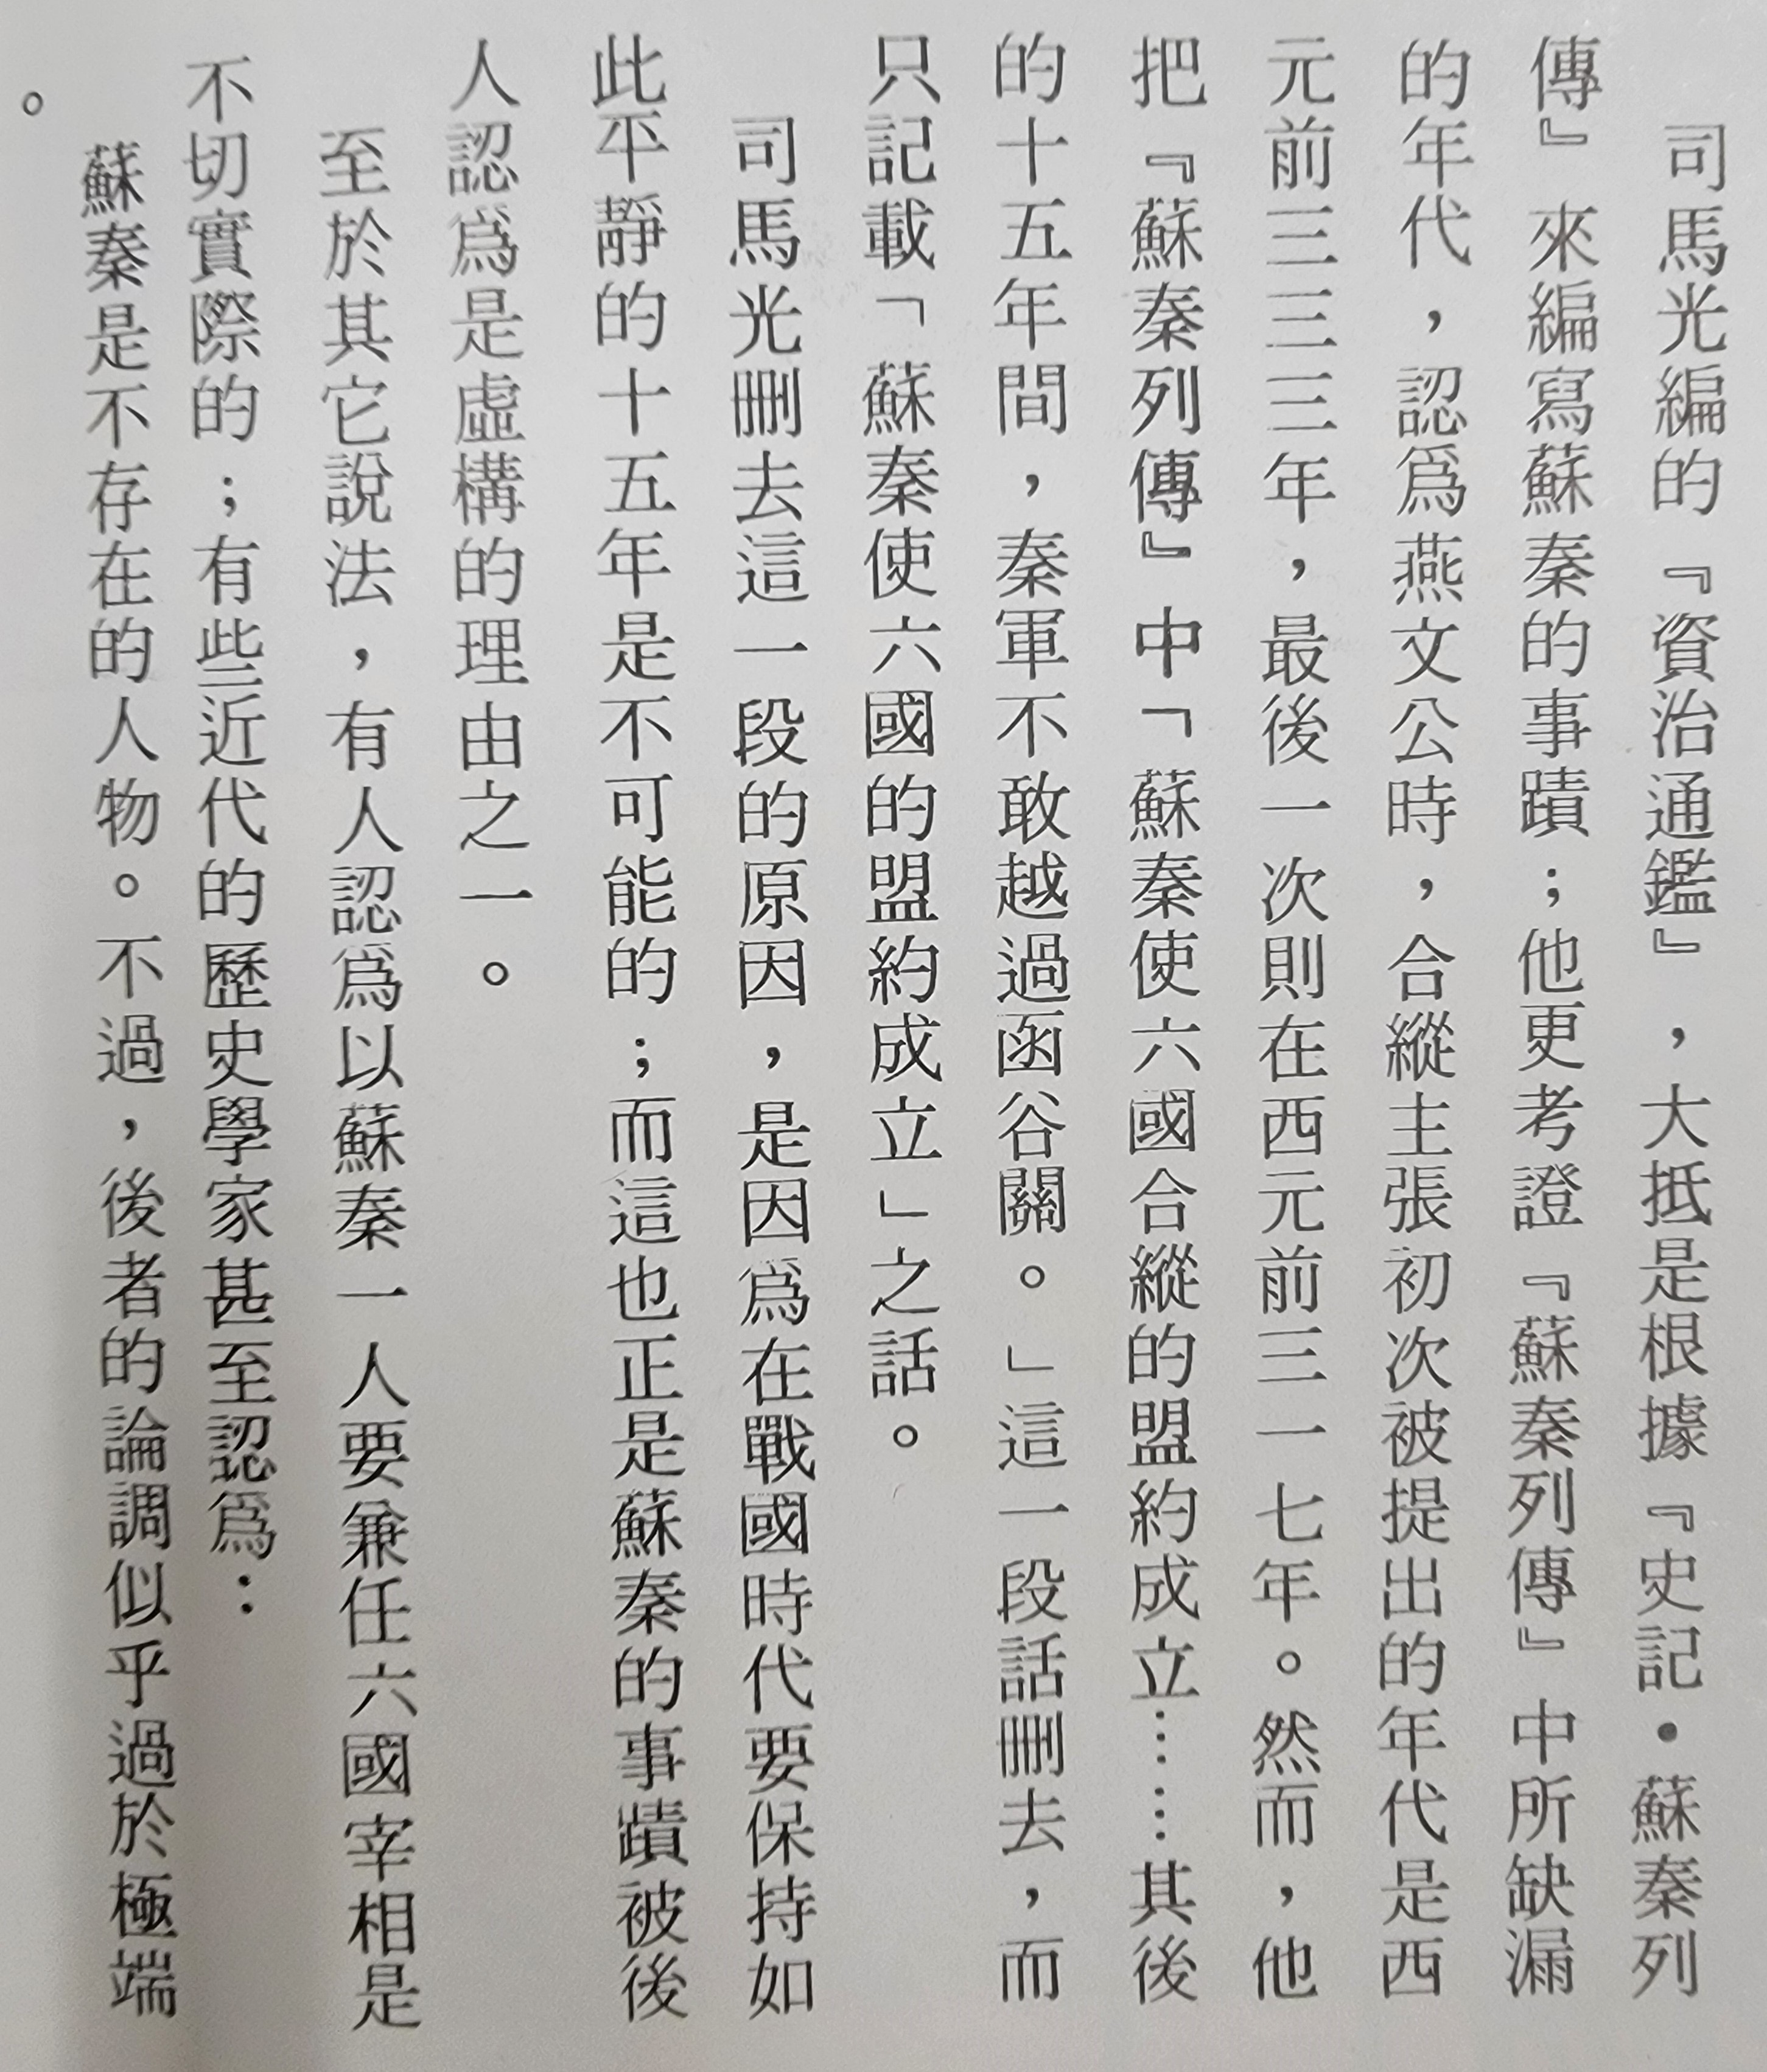 司馬光編的『資治通鑑』，大抵是根據『史記•蘇秦列
傳』來編寫蘇秦的事蹟；他更考證『蘇秦列傳』中所缺漏
的年代，認爲燕文公時，合縱主張初次被提出的年代是西
元前三三三年，最後一次則在西元前三一七年。然而，他
把『蘇秦列傳』中「蘇秦使六國合縱的盟約成立……其後
的十五年間，秦軍不敢越過函谷關。」這一段話刪去，而
只記載「蘇秦使六國的盟約成立」之話。
司馬光刪去這一段的原因，是因爲在戰國時代要保持如
此平靜的十五年是不可能的；而這也正是蘇秦的事蹟被後
人認爲是虛構的理由之一。
至於其它說法，有人認爲以蘇秦一人要兼任六國宰相是
不切實際的；有些近代的歷史學家甚至認爲：
蘇秦是不存在的人物。不過，後者的論調似乎過於極端
。